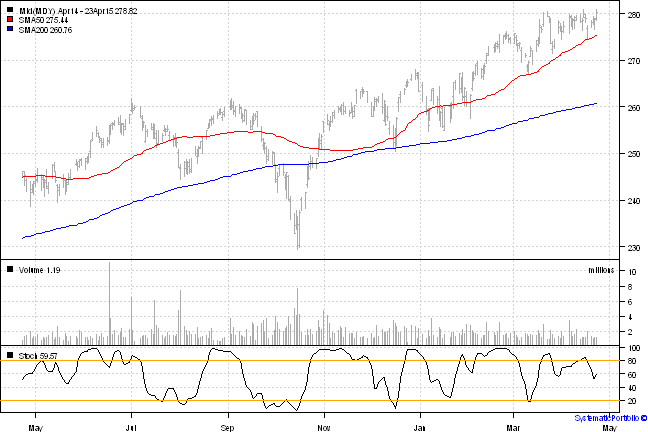 Mid(MDY) Apr14 - 23Apr15 278.82
SMA50 275.44
SMA200 260.76
280
270
260
250
240
230
Volume 1.19
millions
10
8
6
4
2
Stoch 59.57
100
80
60
40
20
May
Jul
Sep
Nov
Jan
Mar
May
SystematicPortfolio ©